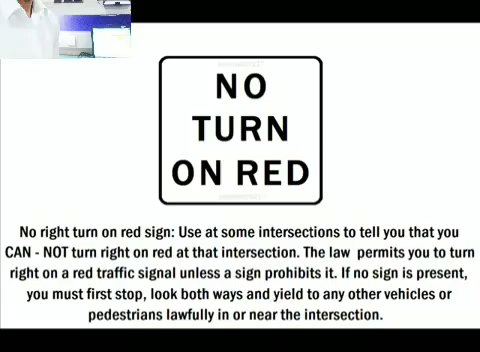 NO
TURN
ON RED
No right turn on red sign: Use at some intersections to tell you that you
CAN - NOT turn right on red at that intersection. The law permits you to turn
right on a red traffic signal unless a sign prohibits it. If no sign is present,
you must first stop, look both ways and yield to any other vehicles or
pedestrians lawfully in or near the intersection.